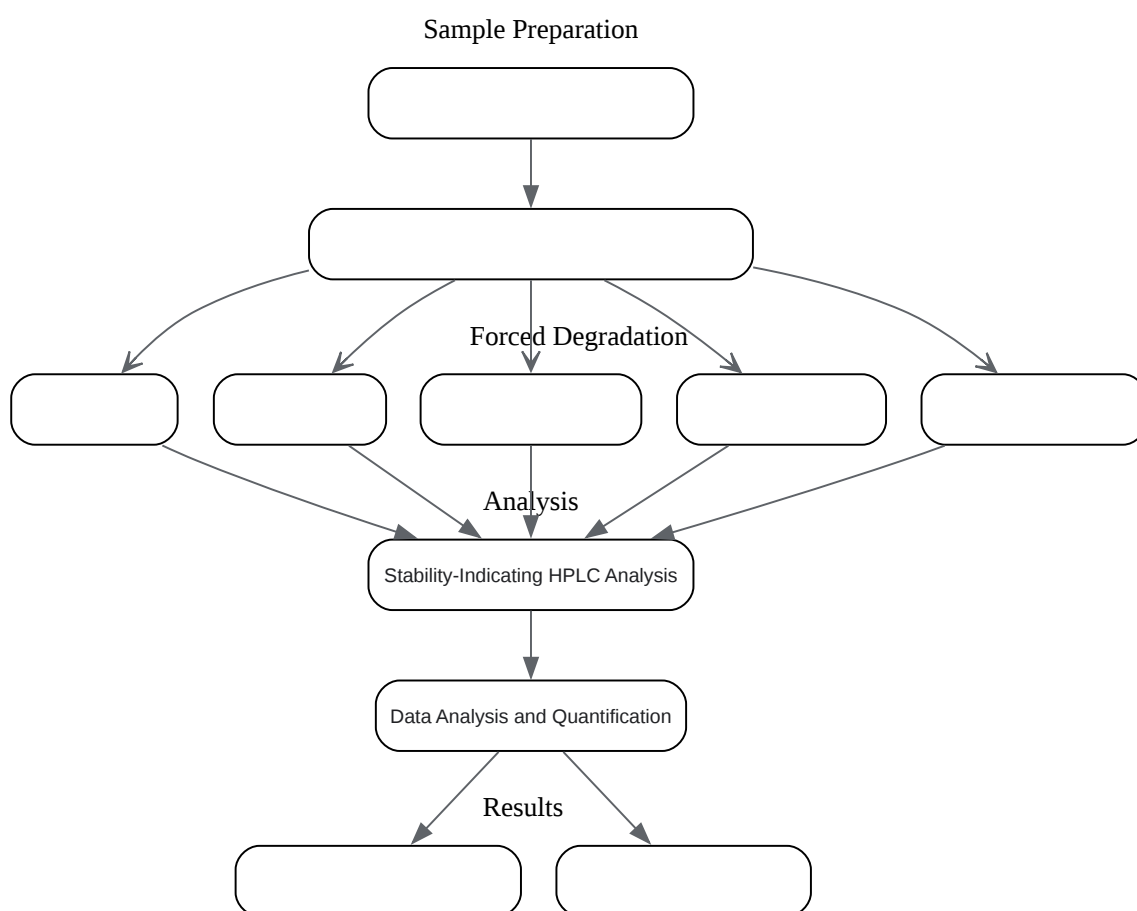 Sample Preparation
Forced Degradation
Analysis
Stability-Indicating HPLC Analysis
Data Analysis and Quantification
Results